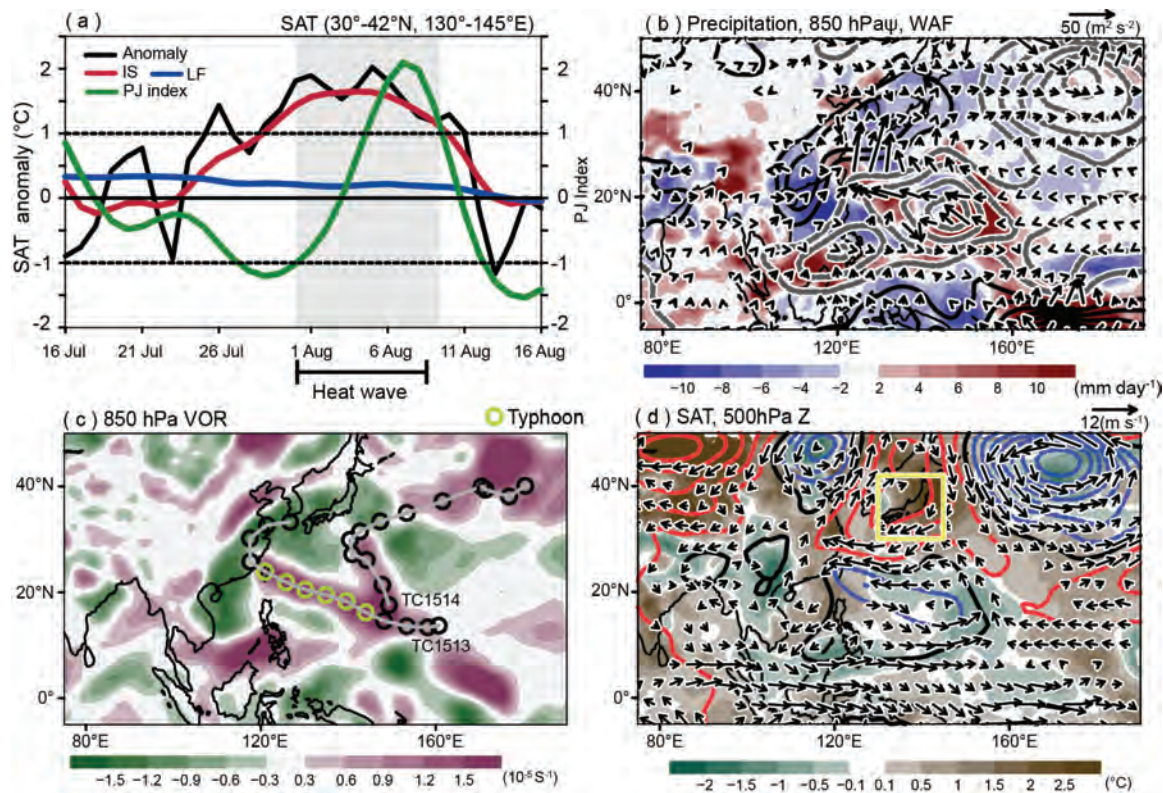 ( a ) SAT (30°-42°N, 130°-145°E)
Anomaly
IS LF
PJ index
SAT anomaly (°C)
2
1
0
-1
-2
PJ Index
2
1
0
-1
-2
16 Jul 21 Jul 26 Jul 1 Aug 6 Aug 11 Aug 16 Aug
Heat wave
( b ) Precipitation, 850 hPaψ, WAF
50 (m² s⁻²)
40°N
20°N
0°
80°E 120°E 160°E
−10 −8 −6 −4 −2 2 4 6 8 10 (mm day⁻¹)
( c ) 850 hPa VOR
Typhoon
40°N
20°N
0°
TC1514
TC1513
80°E 120°E 160°E
−1.5 −1.2 −0.9 −0.6 −0.3 0.3 0.6 0.9 1.2 1.5 (10⁻⁵ S⁻¹)
( d ) SAT, 500hPa Z
12(m s⁻¹)
40°N
20°N
0°
80°E 120°E 160°E
−2 −1.5 −1 −0.5 −0.1 0.1 0.5 1 1.5 2 2.5 (°C)